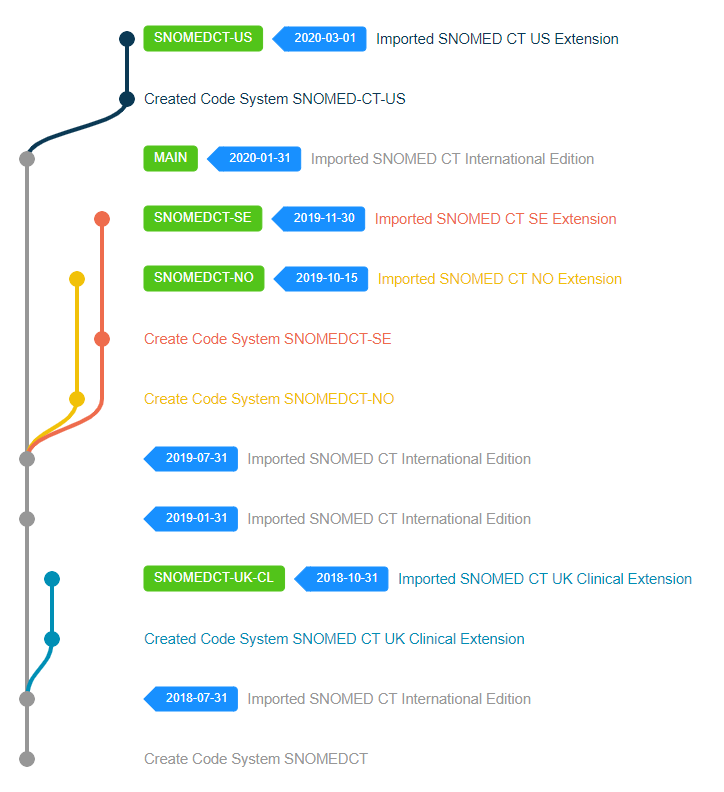 SNOMEDCT-US 2020-03-01 Imported SNOMED CT US Extension
Created Code System SNOMED-CT-US
MAIN 2020-01-31 Imported SNOMED CT International Edition
SNOMEDCT-SE 2019-11-30 Imported SNOMED CT SE Extension
SNOMEDCT-NO 2019-10-15 Imported SNOMED CT NO Extension
Create Code System SNOMEDCT-SE
Create Code System SNOMEDCT-NO
2019-07-31 Imported SNOMED CT International Edition
2019-01-31 Imported SNOMED CT International Edition
SNOMEDCT-UK-CL 2018-10-31 Imported SNOMED CT UK Clinical Extension
Created Code System SNOMED CT UK Clinical Extension
2018-07-31 Imported SNOMED CT International Edition
Create Code System SNOMEDCT